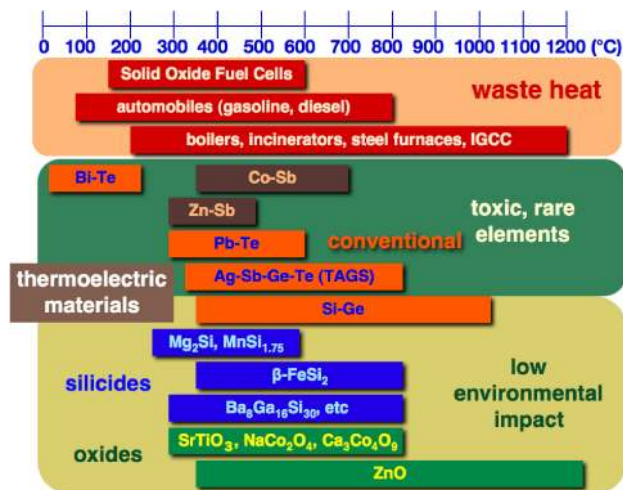 0 100 200 300 400 500 600 700 800 900 1000 1100 1200 (°C)
Solid Oxide Fuel Cells
waste heat
automobiles (gasoline, diesel)
boilers, incinerators, steel furnaces, IGCC
Bi-Te
Co-Sb
toxic, rare
elements
Zn-Sb
Pb-Te
conventional
thermoelectric
materials
Ag-Sb-Ge-Te (TAGS)
Si-Ge
Mg₂Si, MnSi₁.₇₅
low
environmental
impact
silicides
β-FeSi₂
Ba₈Ga₁₆Si₃₀, etc
oxides
SrTiO₃, NaCo₂O₄, Ca₃Co₄O₉
ZnO